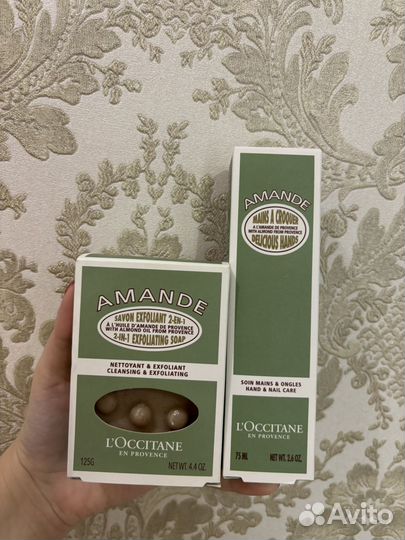 AMANDE
SAVON EXFOLIANT 2-EN-1
À L'HUILE D'AMANDE DE PROVENCE
WITH ALMOND OIL FROM PROVENCE
2-IN-1 EXFOLIATING SOAP
NETTOYANT & EXFOLIANT
CLEANSING & EXFOLIATING
L'OCCITANE
EN PROVENCE
125G
NET WT. 4.4 OZ.
AMANDE
MAINS A CROQUER
À L'AMANDE DE PROVENCE
WITH ALMOND FROM PROVENCE
DELICIOUS HANDS
SOIN MAINS & ONGLES
HAND & NAIL CARE
L'OCCITANE
EN PROVENCE
75 ML
NET WT. 2.6 OZ.
Avito